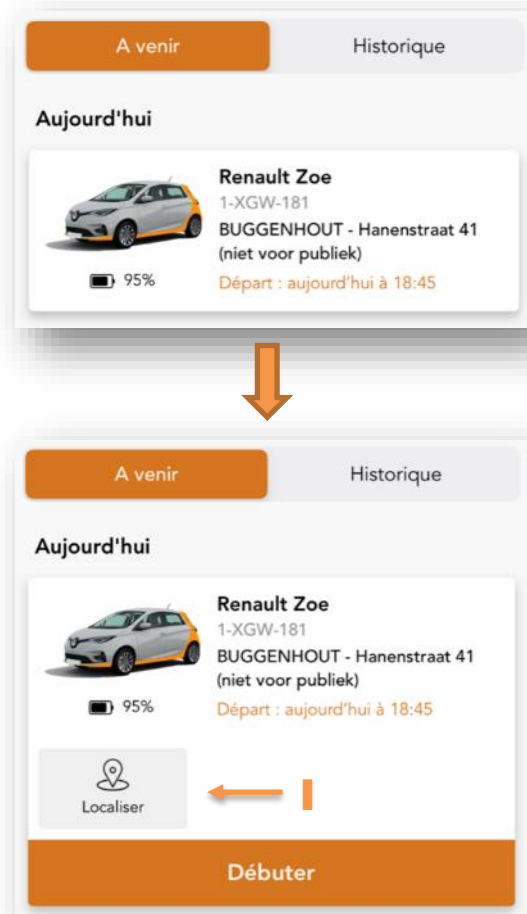 A venir
Historique
Aujourd'hui
Renault Zoe
1-XGW-181
BUGGENHOUT - Hanenstraat 41
(niet voor publiek)
95%
Départ : aujourd'hui à 18:45
A venir
Historique
Aujourd'hui
Renault Zoe
1-XGW-181
BUGGENHOUT - Hanenstraat 41
(niet voor publiek)
95%
Départ : aujourd'hui à 18:45
Localiser
Débuter